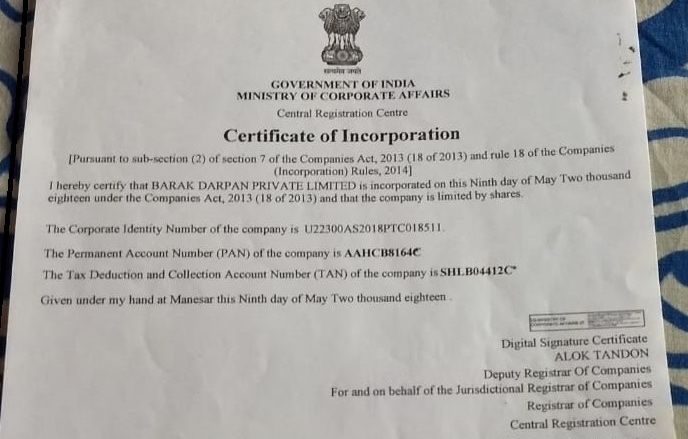 सत्यमेव जयते
GOVERNMENT OF INDIA
MINISTRY OF CORPORATE AFFAIRS
Central Registration Centre
Certificate of Incorporation
[Pursuant to sub-section (2) of section 7 of the Companies Act, 2013 (18 of 2013) and rule 18 of the Companies
(Incorporation) Rules, 2014]
I hereby certify that BARAK DARPAN PRIVATE LIMITED is incorporated on this Ninth day of May Two thousand
eighteen under the Companies Act, 2013 (18 of 2013) and that the company is limited by shares.
The Corporate Identity Number of the company is U22300AS2018PTC018511.
The Permanent Account Number (PAN) of the company is AAHCB8164C
The Tax Deduction and Collection Account Number (TAN) of the company is SHLB04412C*
Given under my hand at Manesar this Ninth day of May Two thousand eighteen .
Digital Signature Certificate
ALOK TANDON
Deputy Registrar Of Companies
For and on behalf of the Jurisdictional Registrar of Companies
Registrar of Companies
Central Registration Centre